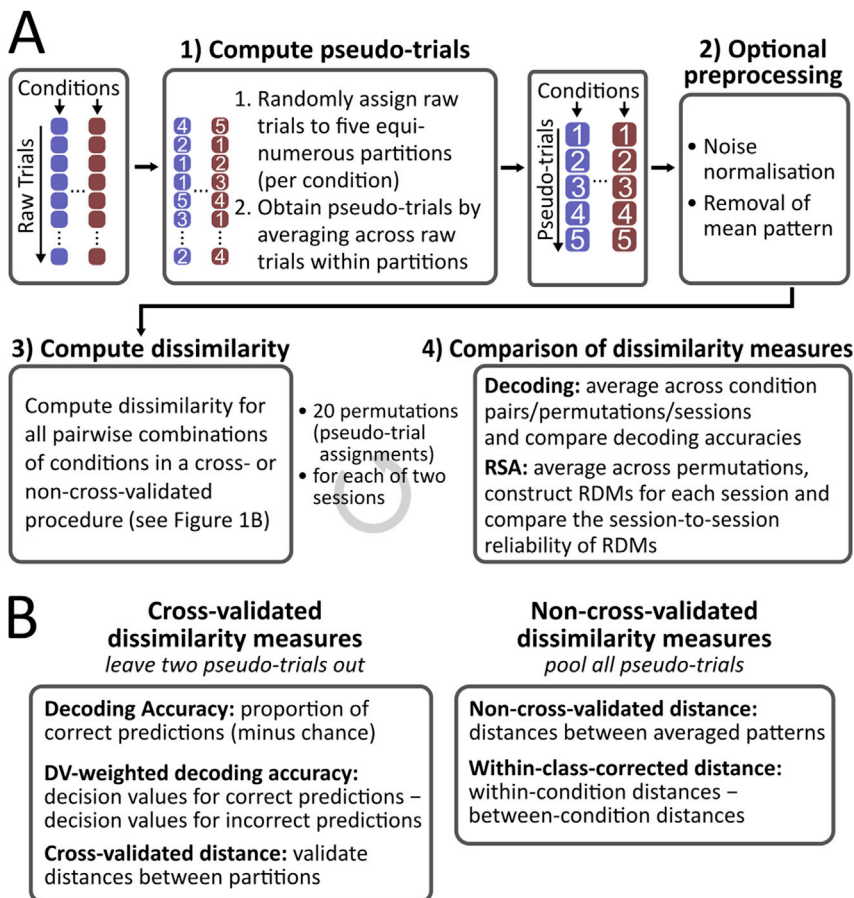 A
1) Compute pseudo-trials
2) Optional
preprocessing
Conditions
Raw Trials
...
4 5
2 1
1 2
1 3
5 4
3 1
2 4
1. Randomly assign raw
trials to five equi-
numerous partitions
(per condition)
2. Obtain pseudo-trials by
averaging across raw
trials within partitions
Conditions
Pseudo-trials
1 1
2 2
3 ... 3
4 4
5 5
• Noise
normalisation
• Removal of
mean pattern
3) Compute dissimilarity
Compute dissimilarity for
all pairwise combinations
of conditions in a cross- or
non-cross-validated
procedure (see Figure 1B)
• 20 permutations
(pseudo-trial
assignments)
• for each of two
sessions
4) Comparison of dissimilarity measures
Decoding: average across condition
pairs/permutations/sessions
and compare decoding accuracies
RSA: average across permutations,
construct RDMs for each session and
compare the session-to-session
reliability of RDMs
B
Cross-validated
dissimilarity measures
leave two pseudo-trials out
Decoding Accuracy: proportion of
correct predictions (minus chance)
DV-weighted decoding accuracy:
decision values for correct predictions −
decision values for incorrect predictions
Cross-validated distance: validate
distances between partitions
Non-cross-validated
dissimilarity measures
pool all pseudo-trials
Non-cross-validated distance:
distances between averaged patterns
Within-class-corrected distance:
within-condition distances −
between-condition distances